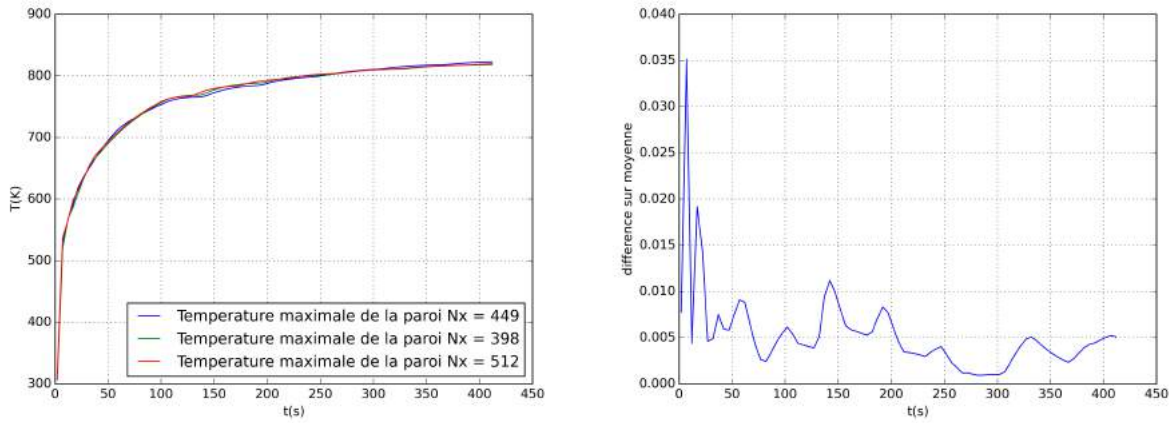 900
800
700
600
500
400
300
T(K)
Temperature maximale de la paroi Nx = 449
Temperature maximale de la paroi Nx = 398
Temperature maximale de la paroi Nx = 512
0 50 100 150 200 250 300 350 400 450
t(s)
0.040
0.035
0.030
0.025
0.020
0.015
0.010
0.005
0.000
difference sur moyenne
0 50 100 150 200 250 300 350 400 450
t(s)